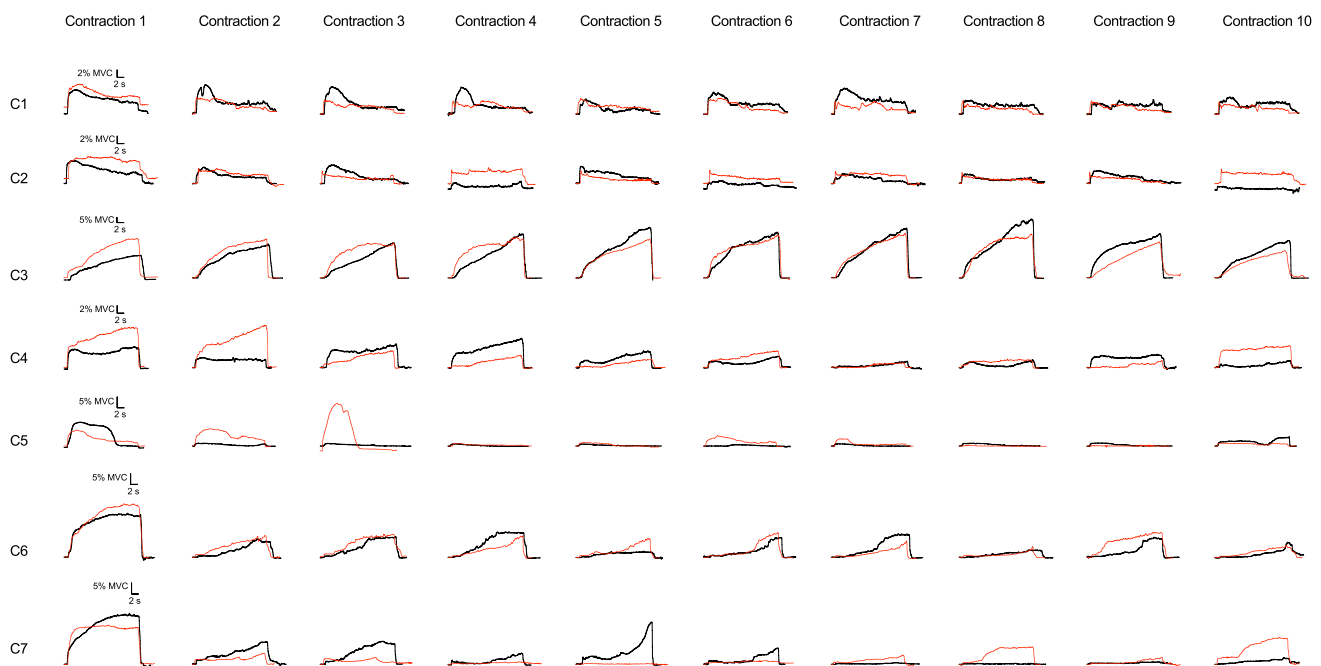 Contraction 1 Contraction 2 Contraction 3 Contraction 4 Contraction 5 Contraction 6 Contraction 7 Contraction 8 Contraction 9 Contraction 10
2% MVC
2 s
C1
2% MVC
2 s
C2
5% MVC
2 s
C3
2% MVC
2 s
C4
5% MVC
2 s
C5
5% MVC
2 s
C6
5% MVC
2 s
C7